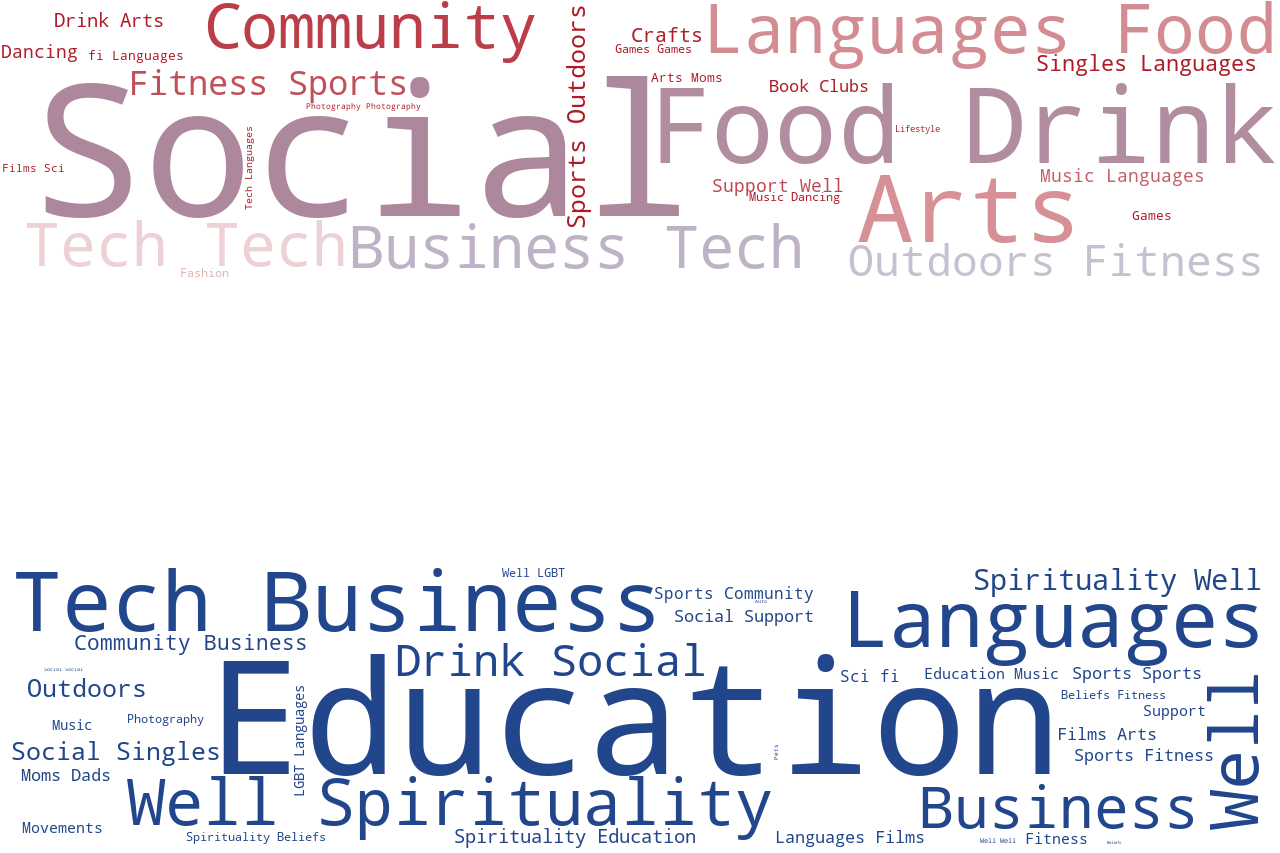 Drink Arts
Community
Languages Food
Crafts
Games Games
Dancing
fi Languages
Singles Languages
Fitness Sports
Sports Outdoors
Arts Moms
Book Clubs
Photography Photography
Social
Food Drink
Lifestyle
Tech Languages
Films Sci
Support Well
Music Languages
Music Dancing
Arts
Games
Tech Tech
Business Tech
Outdoors Fitness
Fashion
Tech Business
Well LGBT
Spirituality Well
Sports Community
Auto
Social Support
Languages
Community Business
Drink Social
Social Social
Sci fi
Education Music
Sports Sports
Outdoors
Education
Beliefs Fitness
Support
Music
Photography
LGBT Languages
Films Arts
Well
Social Singles
Pets
Sports Fitness
Moms Dads
Well Spirituality
Business
Movements
Spirituality Beliefs
Spirituality Education
Languages Films
Well Well
Fitness
Beliefs